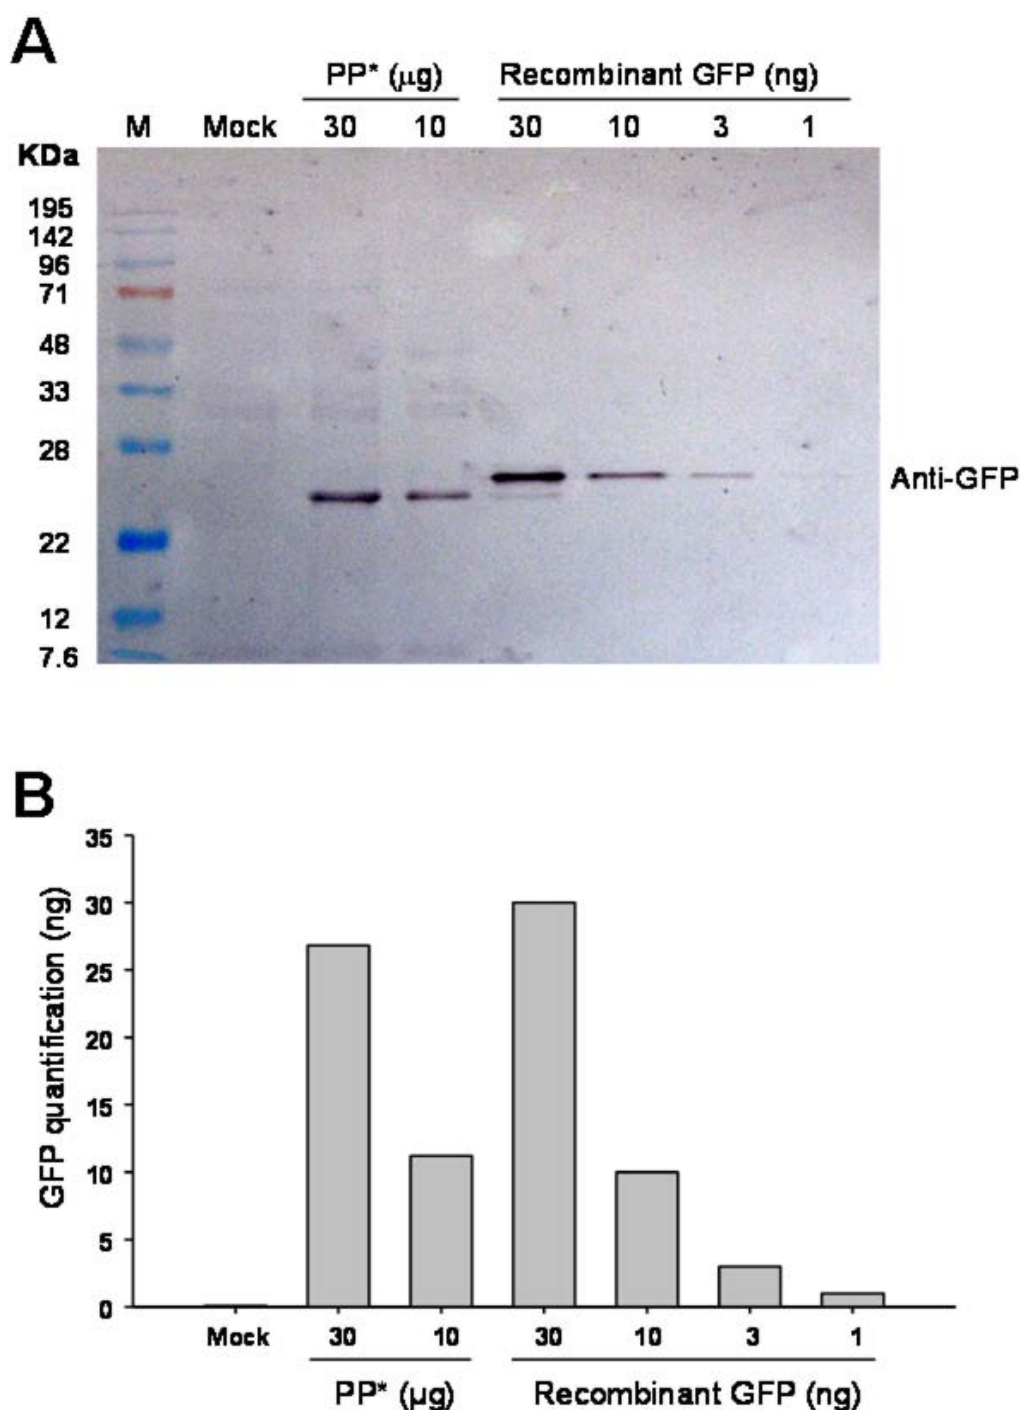 A
PP* (μg) Recombinant GFP (ng)
M Mock 30 10 30 10 3 1
KDa
195
142
96
71
48
33
28
Anti-GFP
22
12
7.6
B
GFP quantification (ng)
35
30
25
20
15
10
5
0
Mock 30 10 30 10 3 1
PP* (μg) Recombinant GFP (ng)